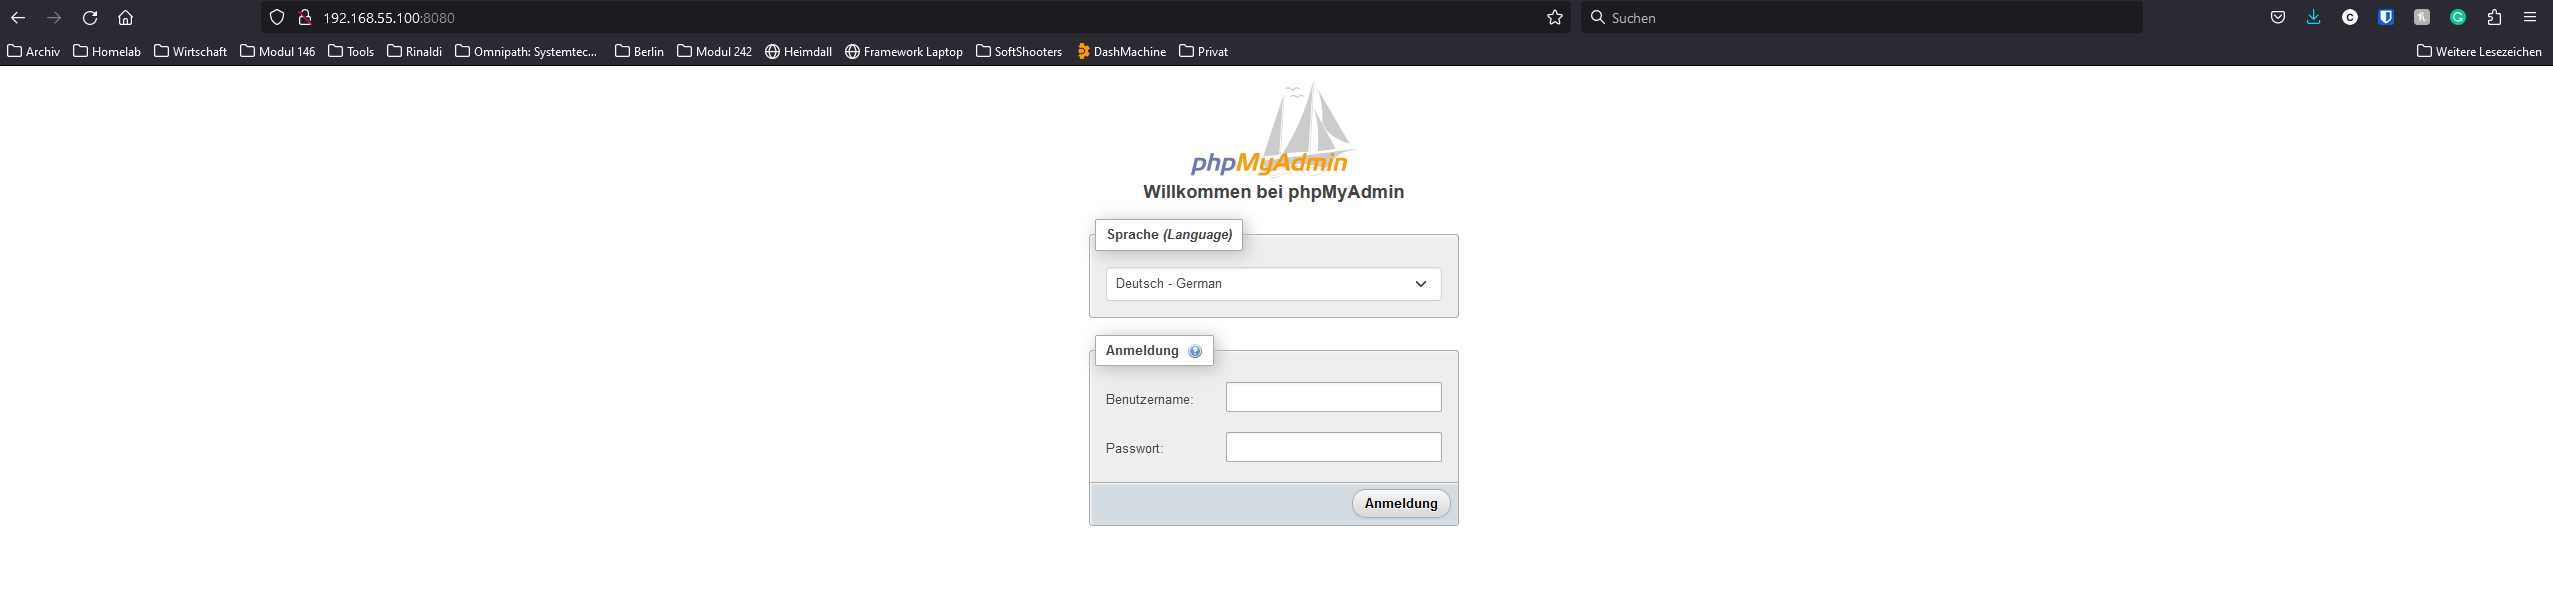 192.168.55.100:8080
Suchen
Archiv Homelab Wirtschaft Modul 146 Tools Rinaldi Omnipath: Systemtec... Berlin Modul 242 Heimdall Framework Laptop SoftShooters DashMachine Privat Weitere Lesezeichen
phpMyAdmin
Willkommen bei phpMyAdmin
Sprache (Language)
Deutsch - German
Anmeldung
Benutzername:
Passwort:
Anmeldung